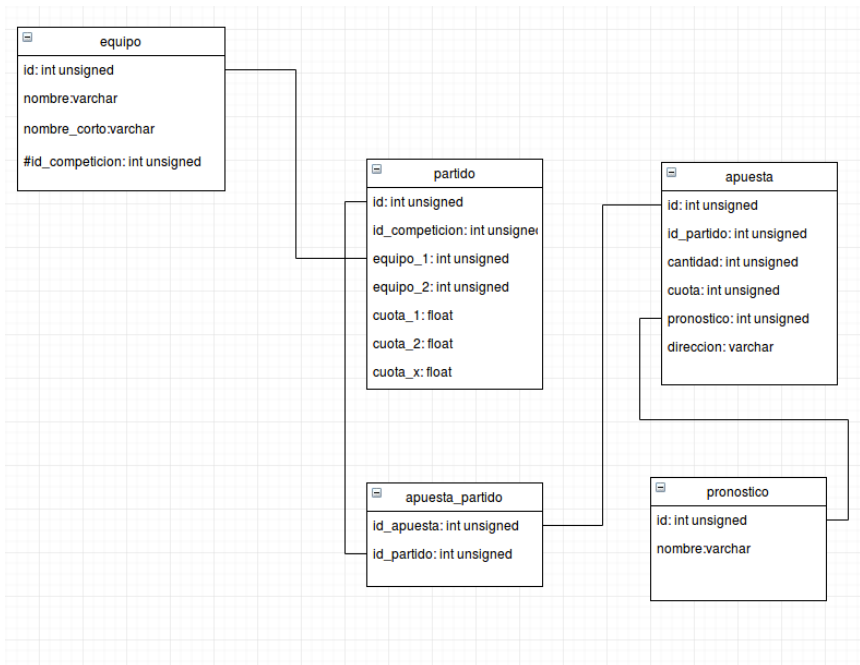 equipo
id: int unsigned
nombre:varchar
nombre_corto:varchar
#id_competicion: int unsigned
partido
id: int unsigned
id_competicion: int unsigned
equipo_1: int unsigned
equipo_2: int unsigned
cuota_1: float
cuota_2: float
cuota_x: float
apuesta
id: int unsigned
id_partido: int unsigned
cantidad: int unsigned
cuota: int unsigned
pronostico: int unsigned
direccion: varchar
apuesta_partido
id_apuesta: int unsigned
id_partido: int unsigned
pronostico
id: int unsigned
nombre:varchar